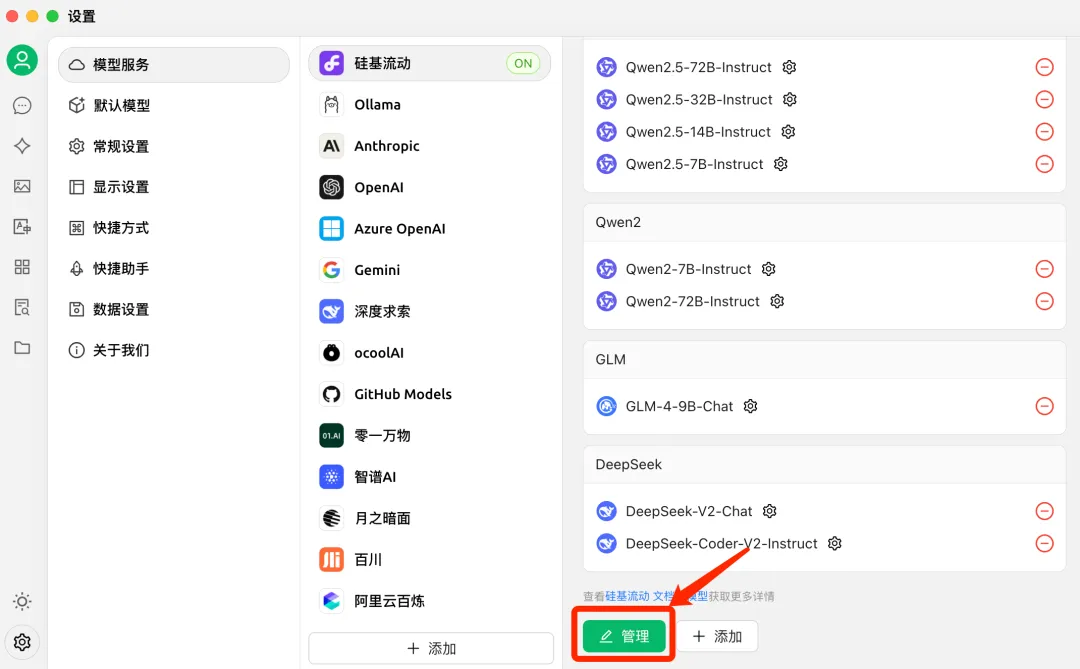 设置
模型服务
默认模型
常规设置
显示设置
快捷方式
快捷助手
数据设置
关于我们
硅基流动
ON
Ollama
Anthropic
OpenAI
Azure OpenAI
Gemini
深度求索
ocoolAI
GitHub Models
01.AI
零一万物
智谱AI
月之暗面
百川
阿里云百炼
添加
Qwen2.5-72B-Instruct
Qwen2.5-32B-Instruct
Qwen2.5-14B-Instruct
Qwen2.5-7B-Instruct
Qwen2
Qwen2-7B-Instruct
Qwen2-72B-Instruct
GLM
GLM-4-9B-Chat
DeepSeek
DeepSeek-V2-Chat
DeepSeek-Coder-V2-Instruct
查看硅基流动 文档 模型获取更多详情
管理
添加